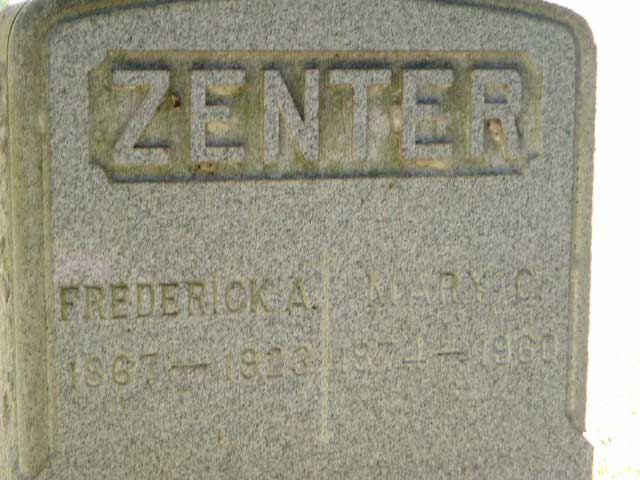 ZENTER
FREDERICK A.
1867 — 1923
MARY C.
1874 — 1960